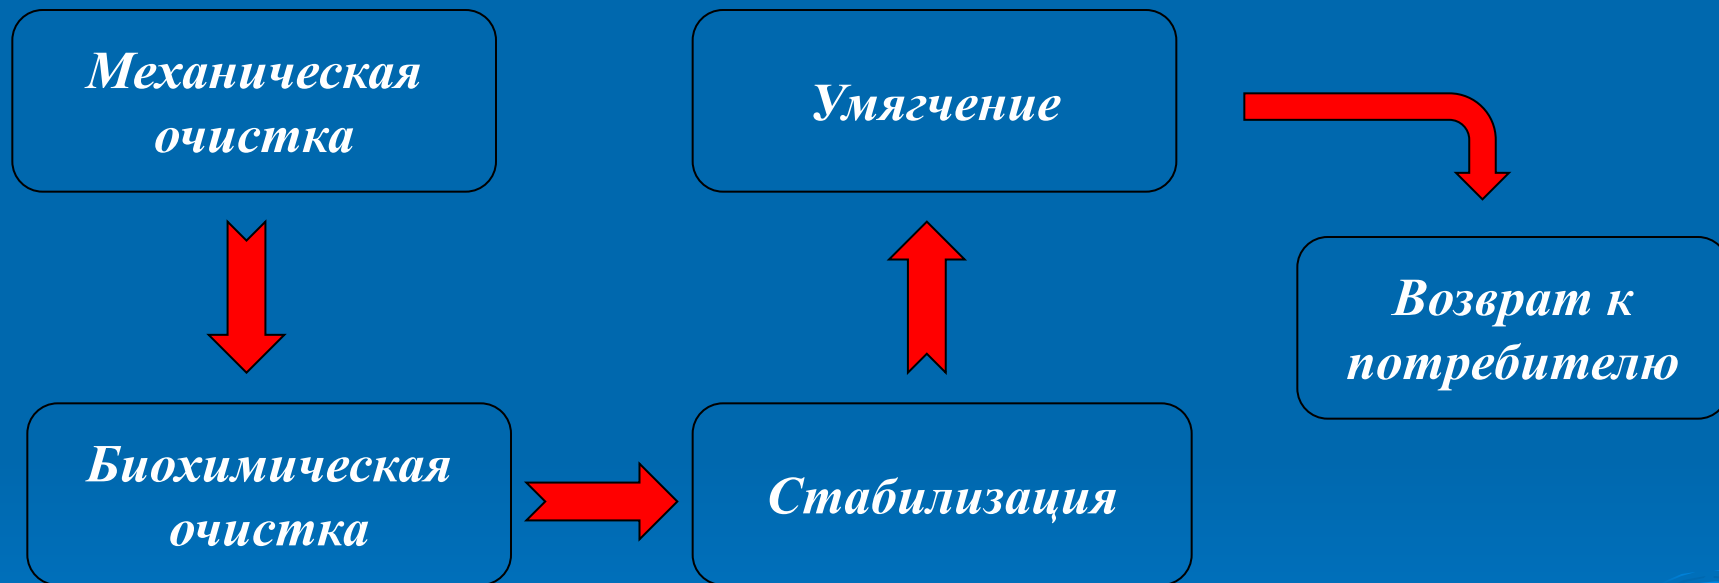 Механическая
очистка
Биохимическая
очистка
Стабилизация
Умягчение
Возврат к
потребителю